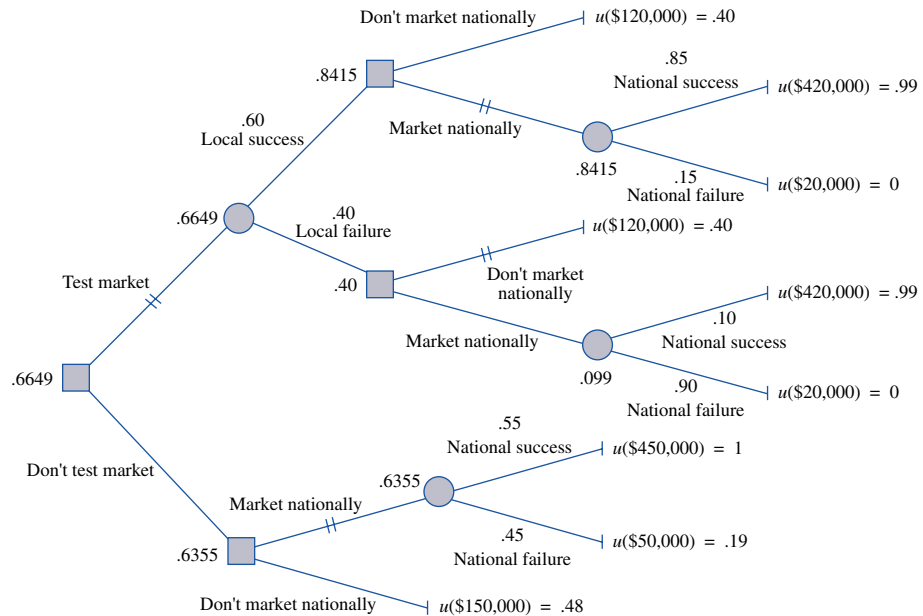 Don't market nationally
u($120,000) = .40
.8415
.85
National success
u($420,000) = .99
.60
Local success
Market nationally
.8415
.15
National failure
u($20,000) = 0
.6649
.40
Local failure
u($120,000) = .40
Don't market
nationally
.40
Test market
u($420,000) = .99
.10
National success
Market nationally
.099
.90
National failure
u($20,000) = 0
.6649
.55
National success
u($450,000) = 1
Don't test market
.6355
Market nationally
.45
National failure
u($50,000) = .19
.6355
Don't market nationally
u($150,000) = .48